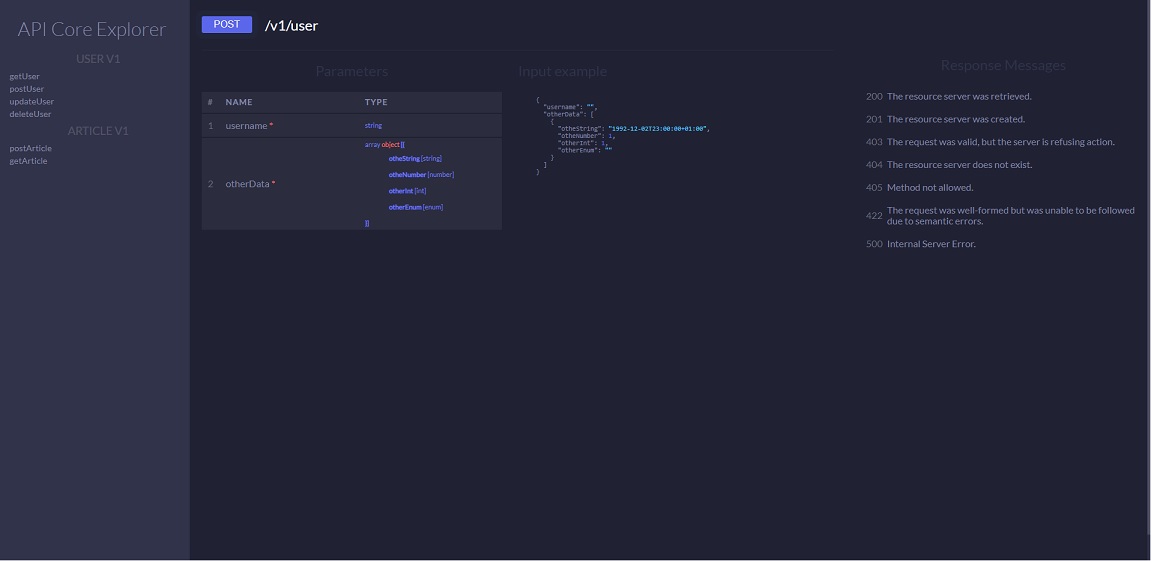 API Core Explorer
USER V1
getUser
postUser
updateUser
deleteUser
ARTICLE V1
postArticle
getArticle
POST /v1/user
Parameters
# NAME TYPE
1 username * string
2 otherData * array object [{
otheString [string]
otheNumber [number]
otherInt [int]
otherEnum [enum]
}]
Input example
{
"username": "",
"otherData": [
{
"otheString": "1992-12-02T23:00:00+01:00",
"otheNumber": 1,
"otherInt": 1,
"otherEnum": ""
}
]
}
Response Messages
200 The resource server was retrieved.
201 The resource server was created.
403 The request was valid, but the server is refusing action.
404 The resource server does not exist.
405 Method not allowed.
422 The request was well-formed but was unable to be followed
due to semantic errors.
500 Internal Server Error.